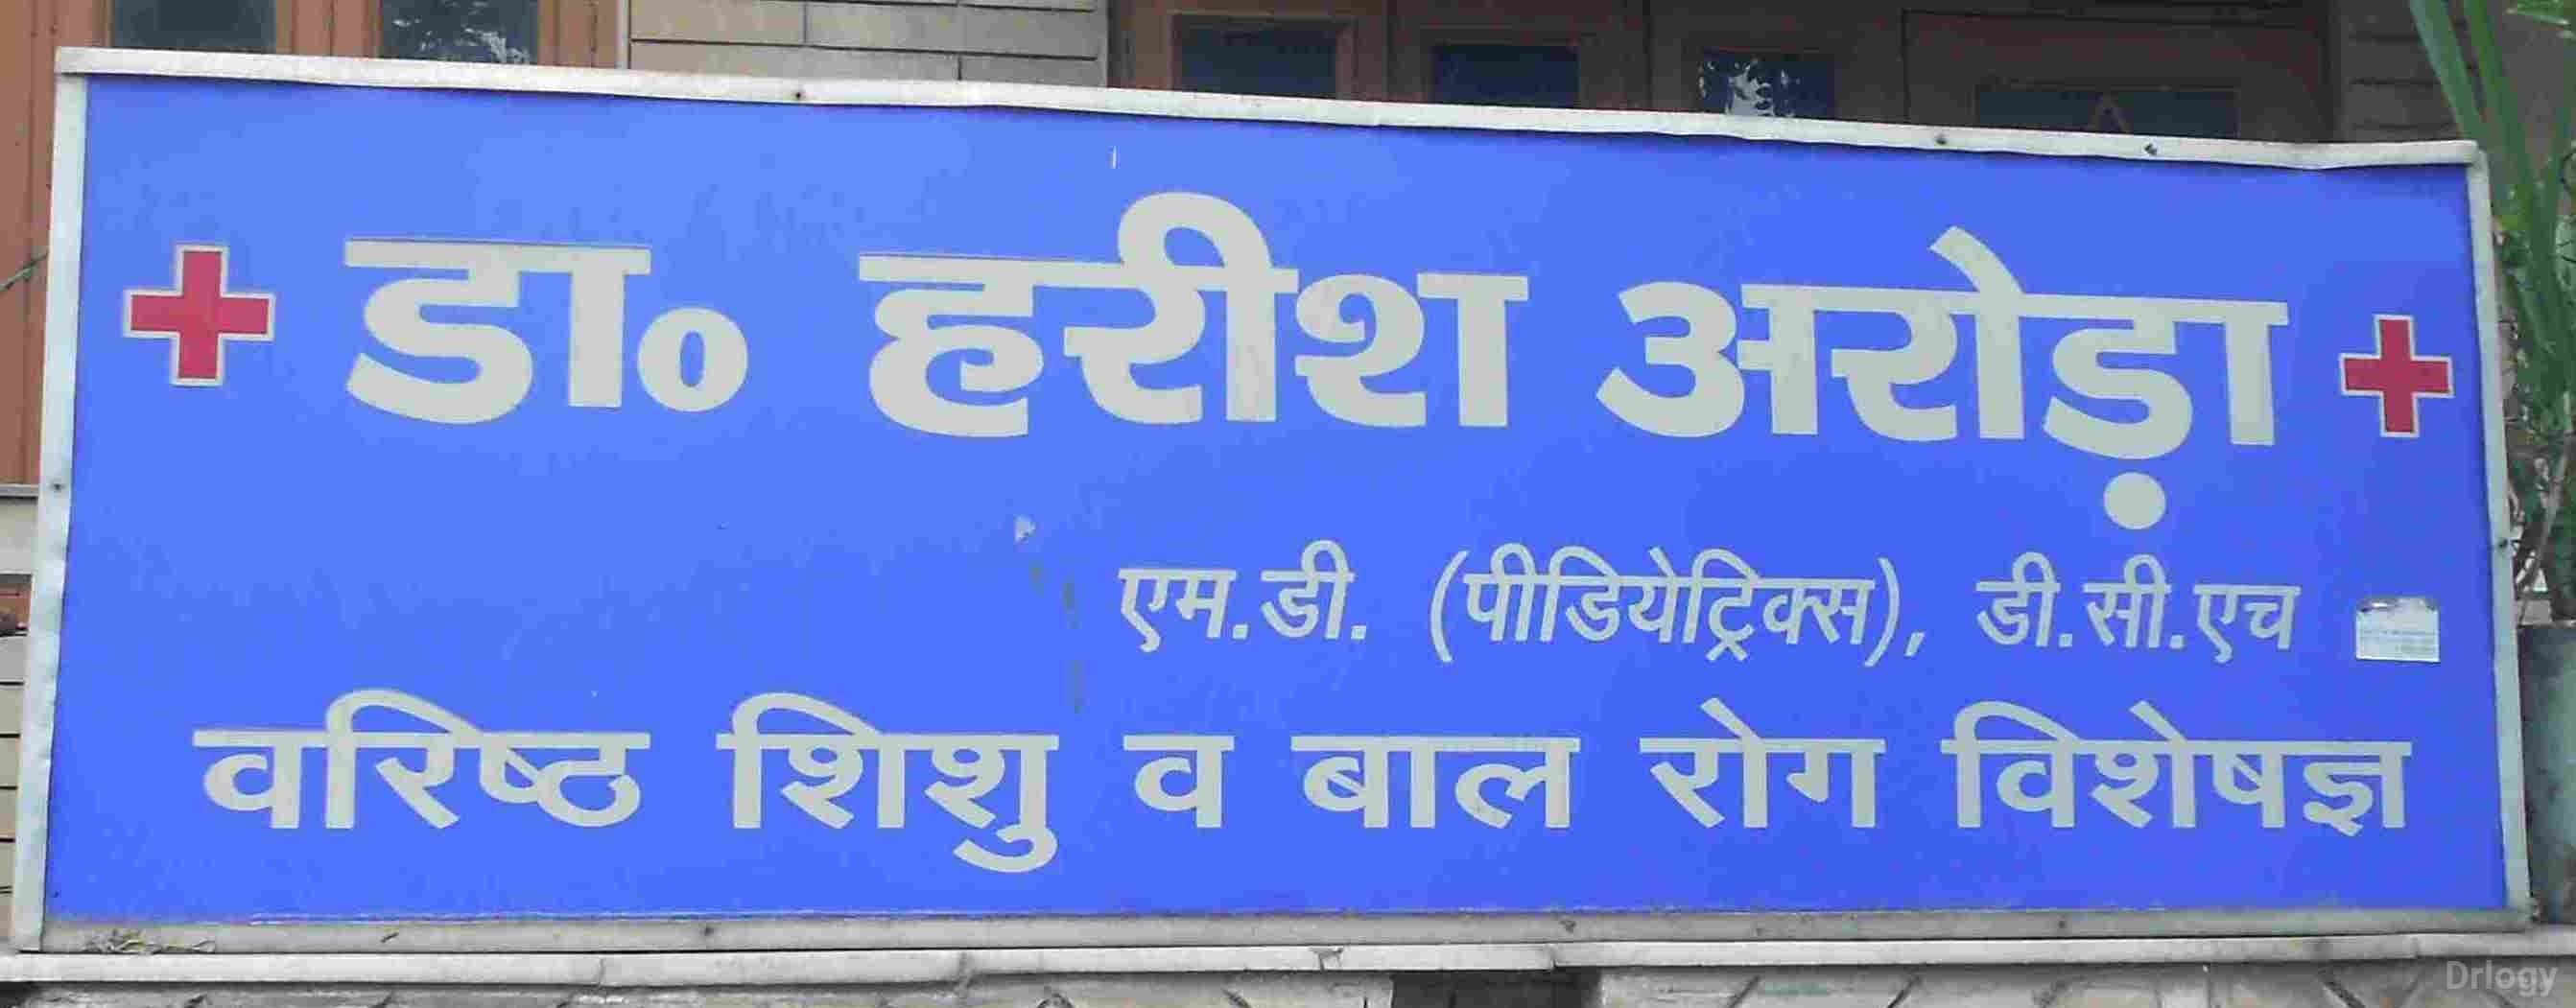 डा० हरीश अरोड़ा
एम.डी. (पीडियेट्रिक्स), डी.सी.एच
वरिष्ठ शिशु व बाल रोग विशेषज्ञ
Drlogy